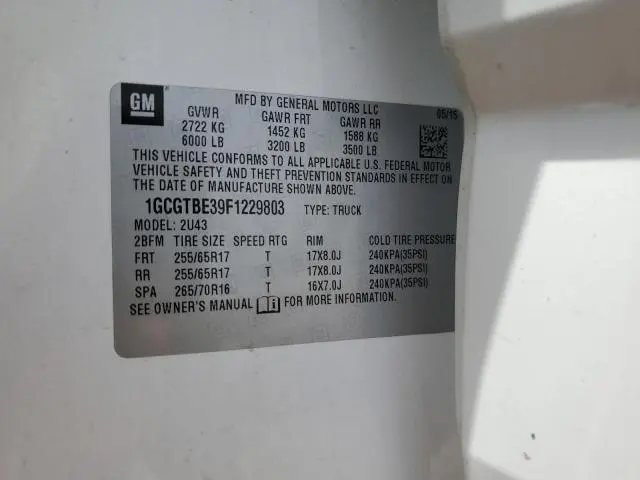 GM
MFD BY GENERAL MOTORS LLC 05/15
GVWR GAWR FRT GAWR RR
2722 KG 1452 KG 1588 KG
6000 LB 3200 LB 3500 LB
THIS VEHICLE CONFORMS TO ALL APPLICABLE U.S. FEDERAL MOTOR
VEHICLE SAFETY AND THEFT PREVENTION STANDARDS IN EFFECT ON
THE DATE OF MANUFACTURE SHOWN ABOVE.
1GCGTBE39F1229803 TYPE: TRUCK
MODEL: 2U43
2BFM TIRE SIZE SPEED RTG RIM COLD TIRE PRESSURE
FRT 255/65R17 T 17X8.0J 240KPA(35PSI)
RR 255/65R17 T 17X8.0J 240KPA(35PSI)
SPA 265/70R16 T 16X7.0J 240KPA(35PSI)
SEE OWNER'S MANUAL FOR MORE INFORMATION.